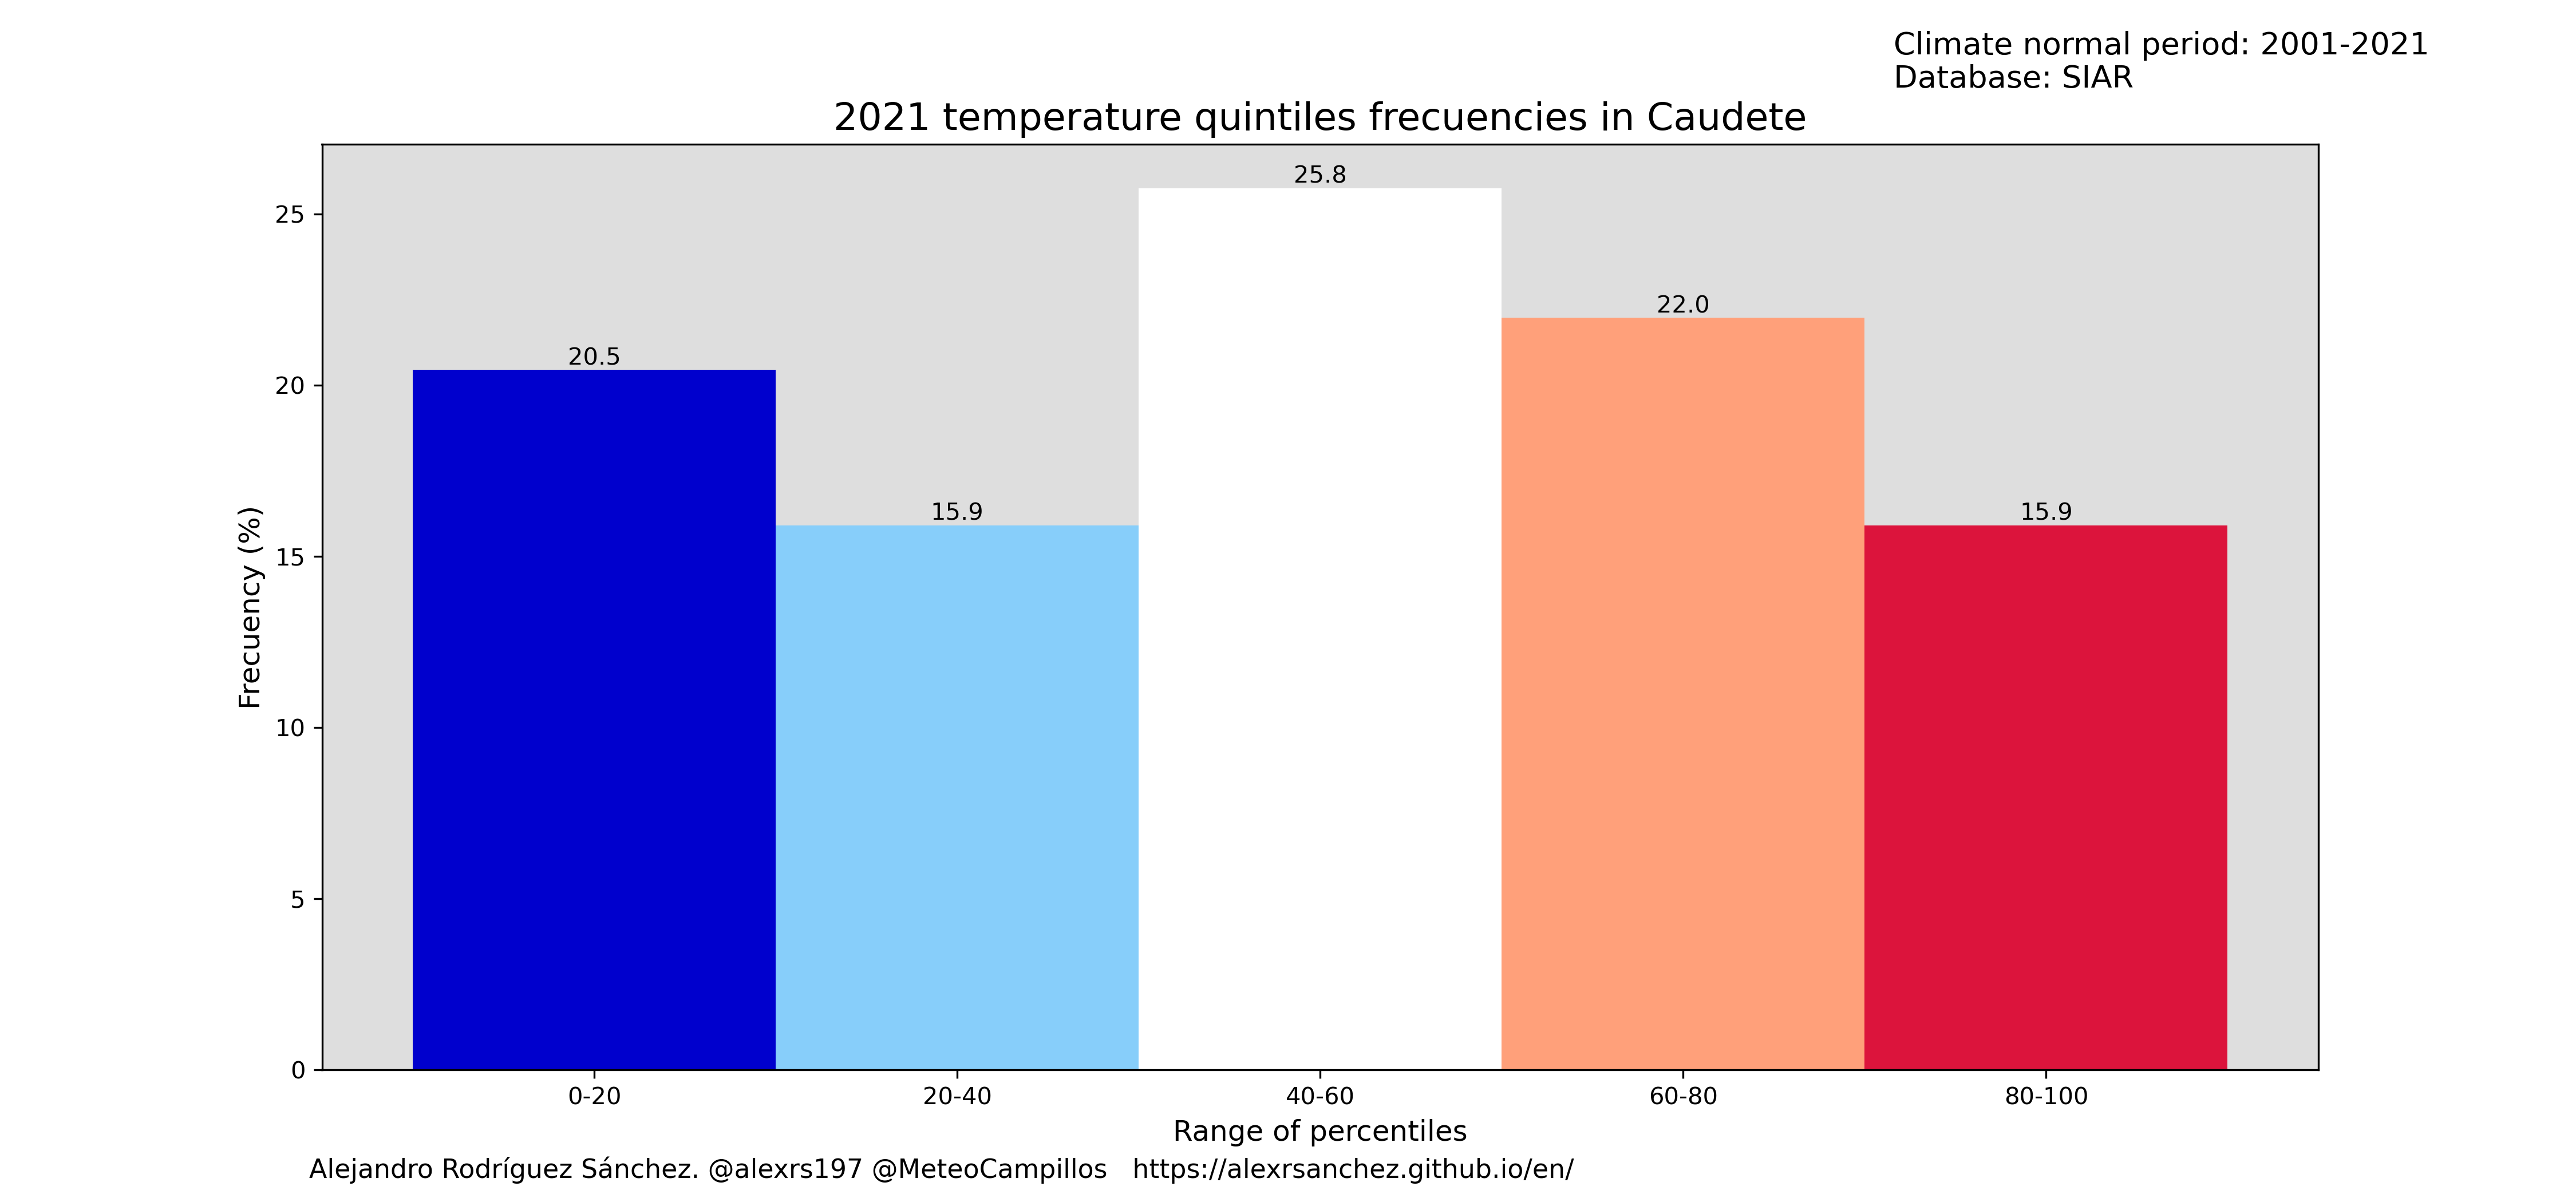 Climate normal period: 2001-2021
Database: SIAR
2021 temperature quintiles frecuencies in Caudete
25.8
25
22.0
20.5
20
15.9
15.9
15
10
5
0
Frecuency (%)
0-20 20-40 40-60 60-80 80-100
Range of percentiles
Alejandro Rodríguez Sánchez. @alexrs197 @MeteoCampillos https://alexrsanchez.github.io/en/